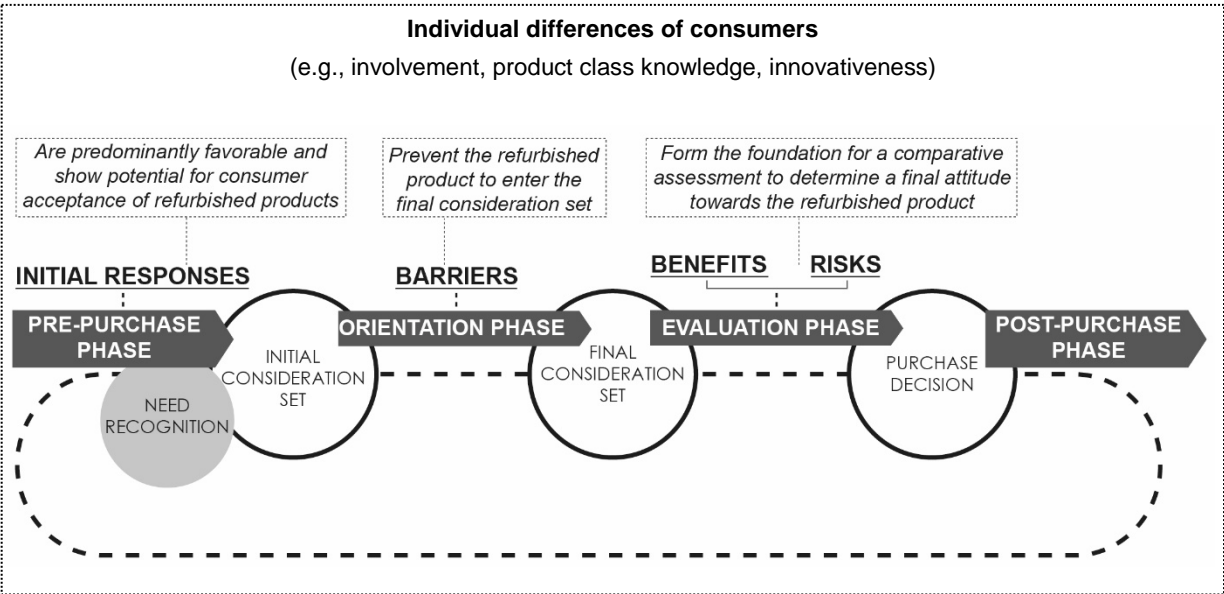 Individual differences of consumers
(e.g., involvement, product class knowledge, innovativeness)
Are predominantly favorable and
show potential for consumer
acceptance of refurbished products
Prevent the refurbished
product to enter the
final consideration set
Form the foundation for a comparative
assessment to determine a final attitude
towards the refurbished product
INITIAL RESPONSES
BARRIERS
BENEFITS
RISKS
PRE-PURCHASE
PHASE
ORIENTATION PHASE
EVALUATION PHASE
POST-PURCHASE
PHASE
NEED
RECOGNITION
INITIAL
CONSIDERATION
SET
FINAL
CONSIDERATION
SET
PURCHASE
DECISION